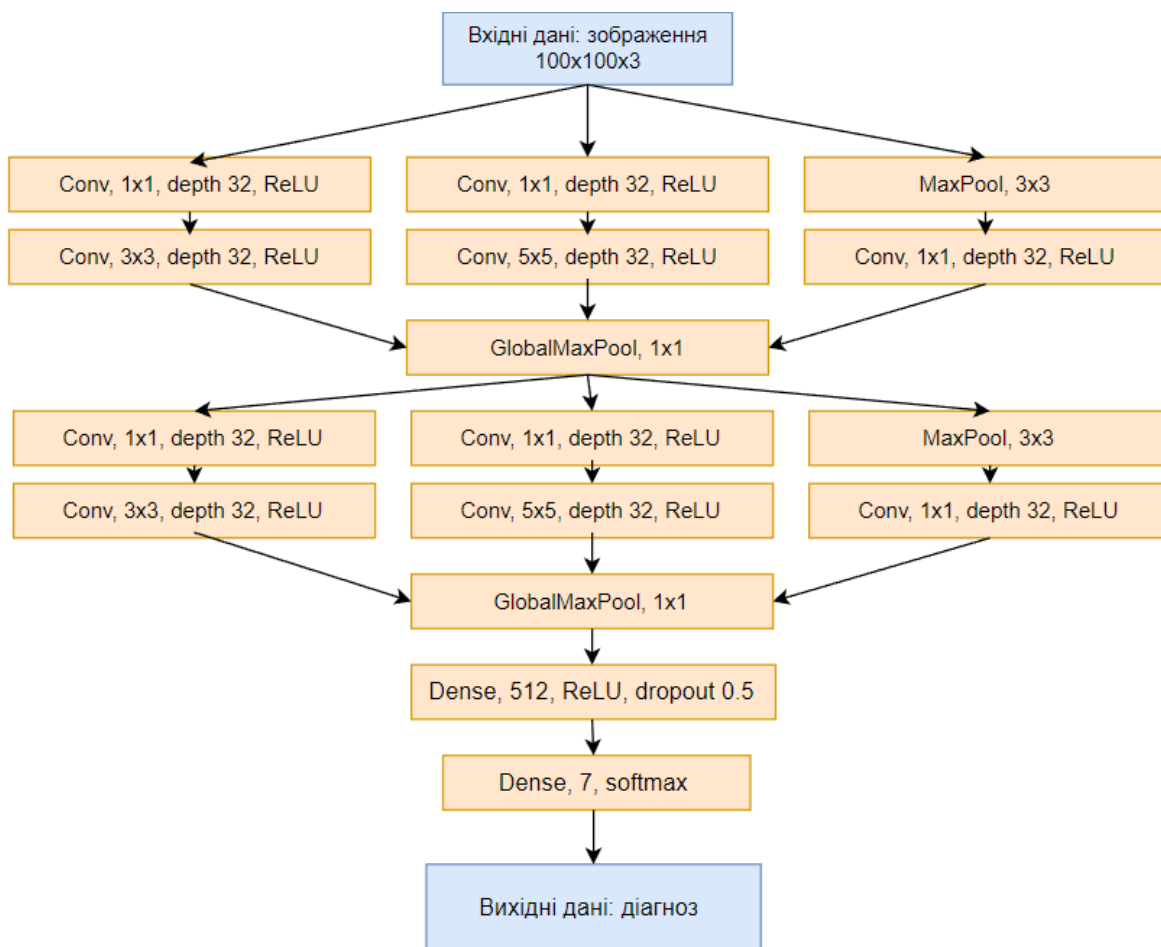 Вхідні дані: зображення
100x100x3
Conv, 1x1, depth 32, ReLU
Conv, 1x1, depth 32, ReLU
MaxPool, 3x3
Conv, 3x3, depth 32, ReLU
Conv, 5x5, depth 32, ReLU
Conv, 1x1, depth 32, ReLU
GlobalMaxPool, 1x1
Conv, 1x1, depth 32, ReLU
Conv, 1x1, depth 32, ReLU
MaxPool, 3x3
Conv, 3x3, depth 32, ReLU
Conv, 5x5, depth 32, ReLU
Conv, 1x1, depth 32, ReLU
GlobalMaxPool, 1x1
Dense, 512, ReLU, dropout 0.5
Dense, 7, softmax
Вихідні дані: діагноз